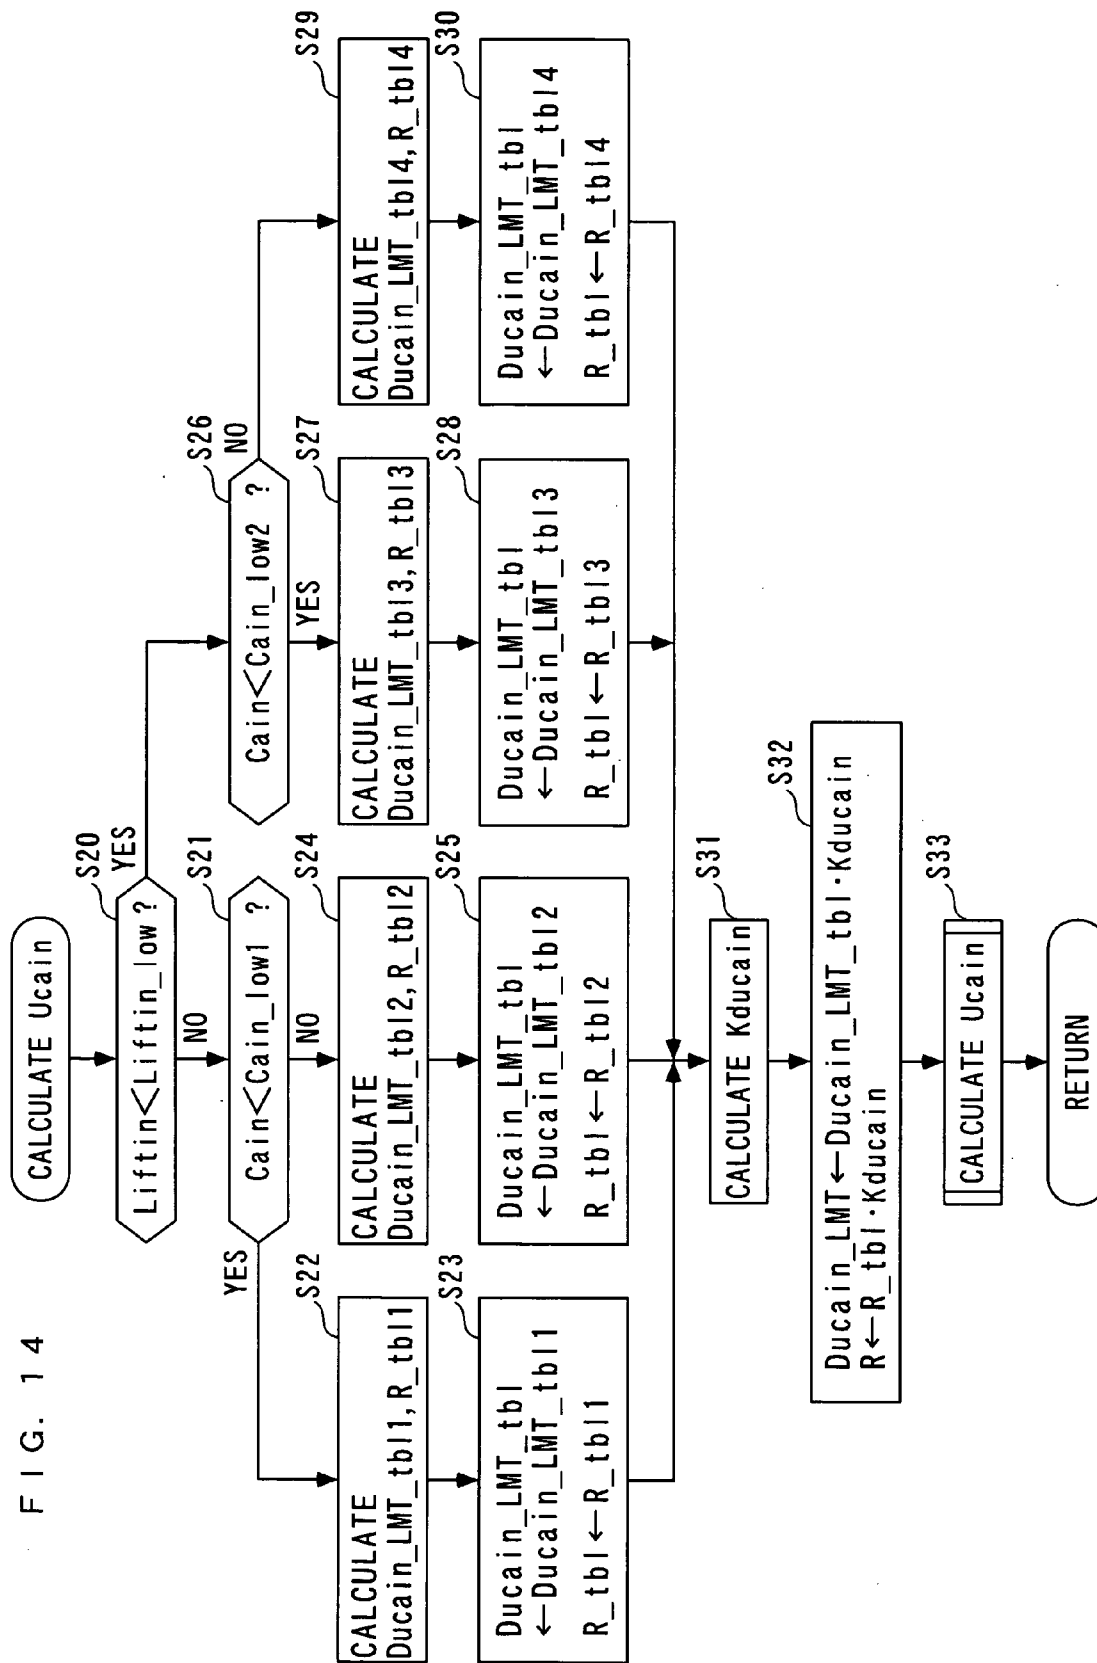 FIG. 14
CALCULATE Ucain
S20
Liftin<Liftin_low?
YES
NO
S21
Cain<Cain_low1 ?
YES
NO
S26
Cain<Cain_low2 ?
NO
YES
S22
CALCULATE
Ducain_LMT_tbl1,R_tbl1
S24
CALCULATE
Ducain_LMT_tbl2,R_tbl2
S27
CALCULATE
Ducain_LMT_tbl3,R_tbl3
S29
CALCULATE
Ducain_LMT_tbl4,R_tbl4
S23
Ducain_LMT_tbl
←Ducain_LMT_tbl1
R_tbl←R_tbl1
S25
Ducain_LMT_tbl
←Ducain_LMT_tbl2
R_tbl←R_tbl2
S28
Ducain_LMT_tbl
←Ducain_LMT_tbl3
R_tbl←R_tbl3
S30
Ducain_LMT_tbl
←Ducain_LMT_tbl4
R_tbl←R_tbl4
S31
CALCULATE Kducain
S32
Ducain_LMT←Ducain_LMT_tbl·Kducain
R←R_tbl·Kducain
S33
CALCULATE Ucain
RETURN